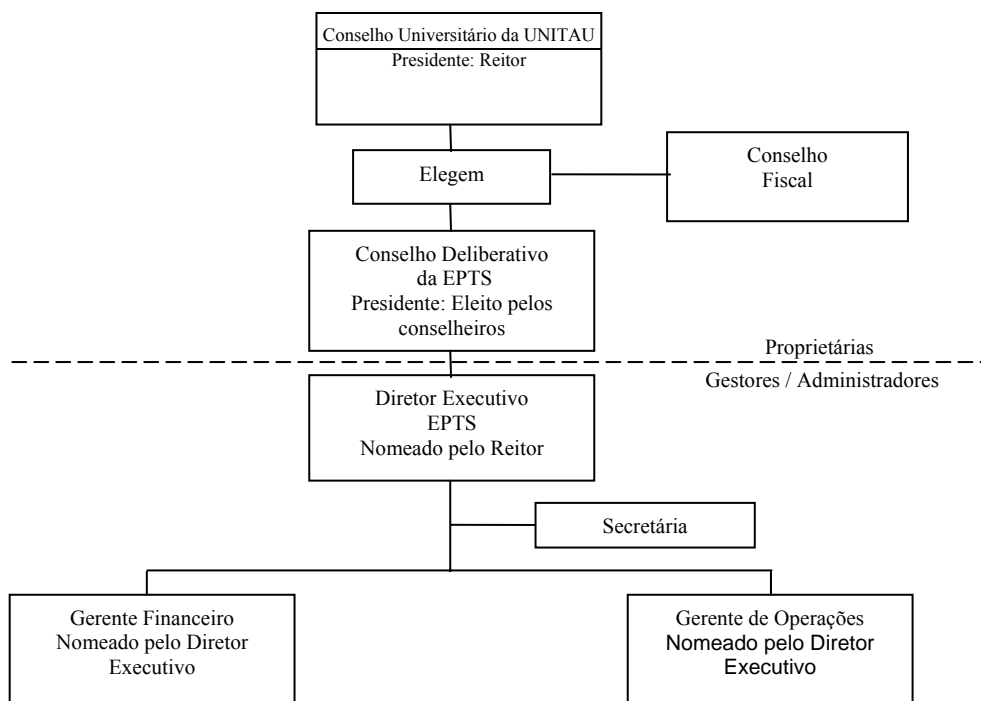 Conselho Universitário da UNITAU
Presidente: Reitor
Elegem
Conselho
Fiscal
Conselho Deliberativo
da EPTS
Presidente: Eleito pelos
conselheiros
Proprietárias
Gestores / Administradores
Diretor Executivo
EPTS
Nomeado pelo Reitor
Secretária
Gerente Financeiro
Nomeado pelo Diretor
Executivo
Gerente de Operações
Nomeado pelo Diretor
Executivo